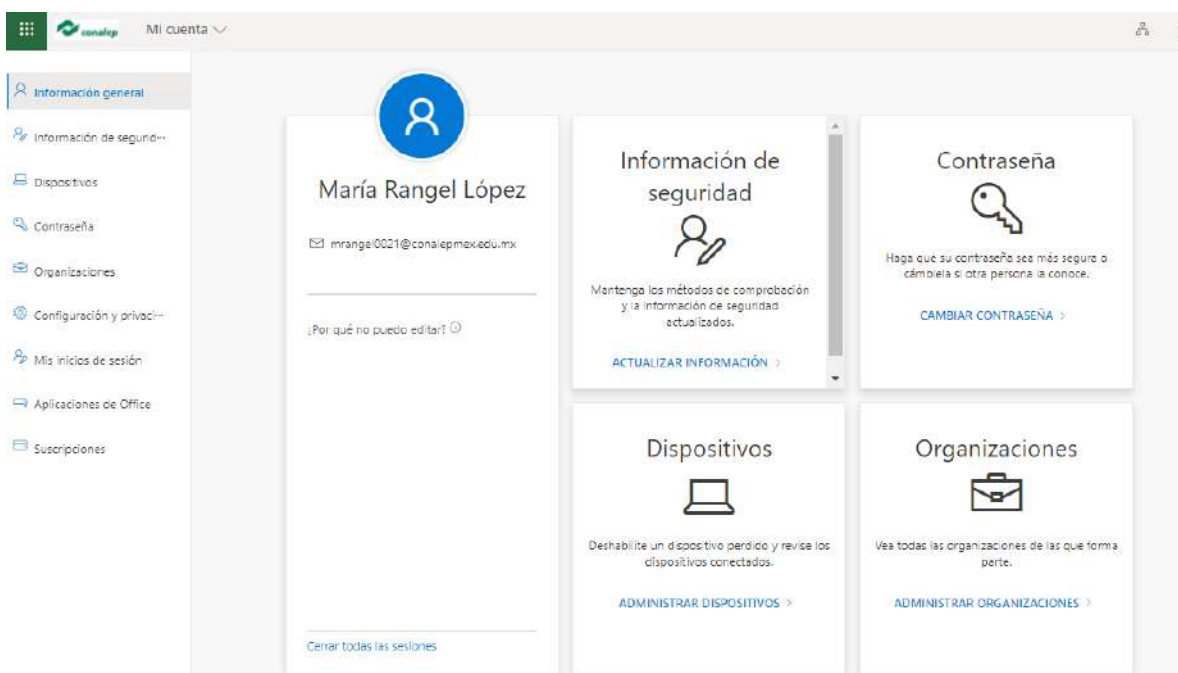 conalep
Mi cuenta
Información general
Información de segurid...
Dispositivos
Contraseña
Organizaciones
Configuración y privaci...
Mis inicios de sesión
Aplicaciones de Office
Suscripciones
María Rangel López
mrangel0021@conalepmex.edu.mx
¿Por qué no puedo editar?
Cerrar todas las sesiones
Información de
seguridad
Mantenga los métodos de comprobación
y la información de seguridad
actualizados.
ACTUALIZAR INFORMACIÓN >
Contraseña
Haga que su contraseña sea más segura o
cámbiela si otra persona la conoce.
CAMBIAR CONTRASEÑA >
Dispositivos
Deshabilite un dispositivo perdido y revise los
dispositivos conectados.
ADMINISTRAR DISPOSITIVOS >
Organizaciones
Vea todas las organizaciones de las que forma
parte.
ADMINISTRAR ORGANIZACIONES >